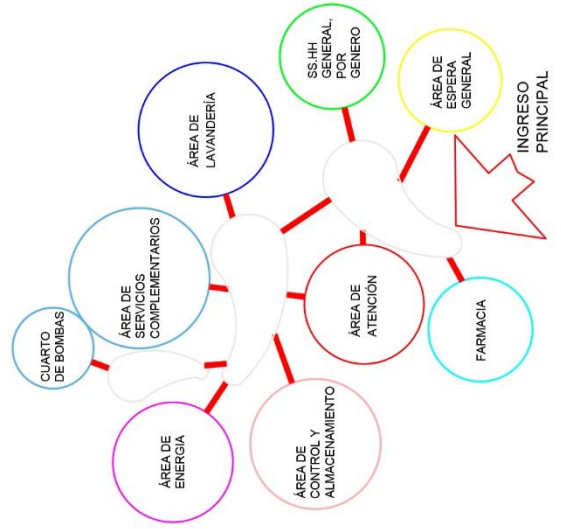 CUARTO
DE BOMBAS
ÁREA DE
SERVICIOS
COMPLEMENTARIOS
ÁREA DE
LAVANDERÍA
SS.HH
GENERAL,
POR
GENERO
ÁREA DE
ESPERA
GENERAL
INGRESO
PRINCIPAL
ÁREA DE
ENERGIA
ÁREA DE
CONTROL Y
ALMACENAMIENTO
ÁREA DE
ATENCIÓN
FARMACIA